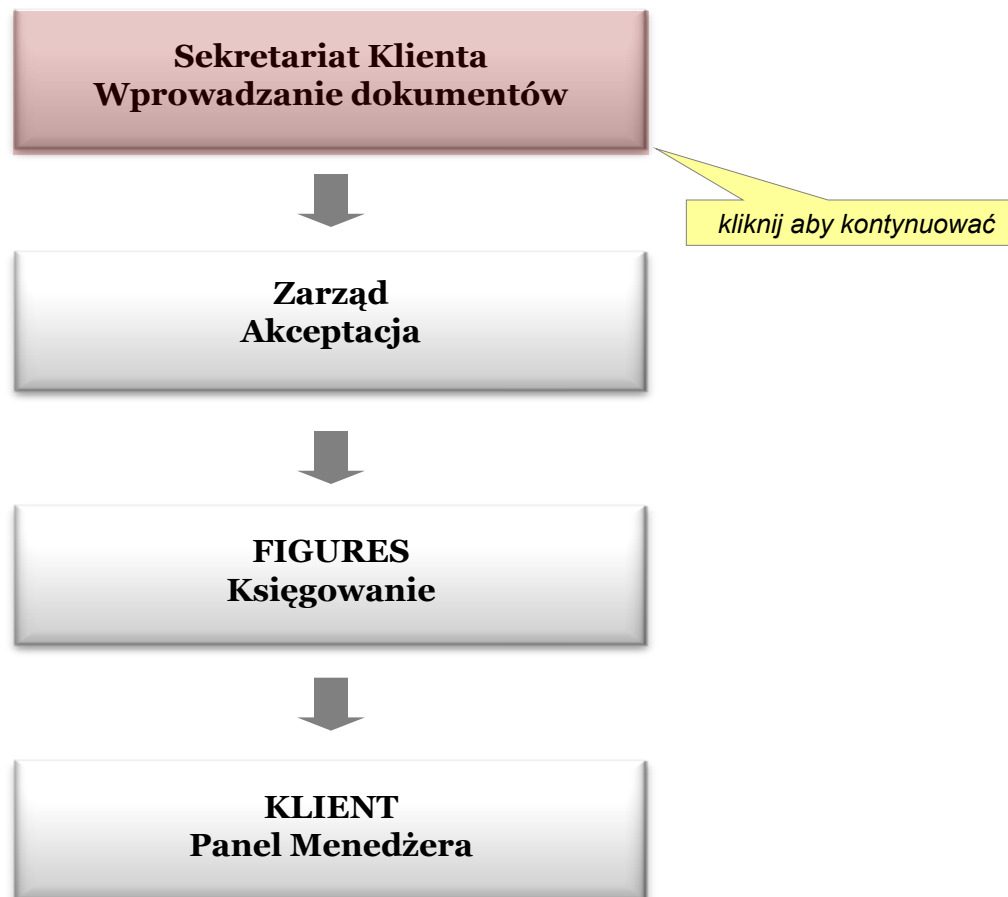 Sekretariat Klienta
Wprowadzanie dokumentów
kliknij aby kontynuować
Zarząd
Akceptacja
FIGURES
Księgowanie
KLIENT
Panel Menedżera